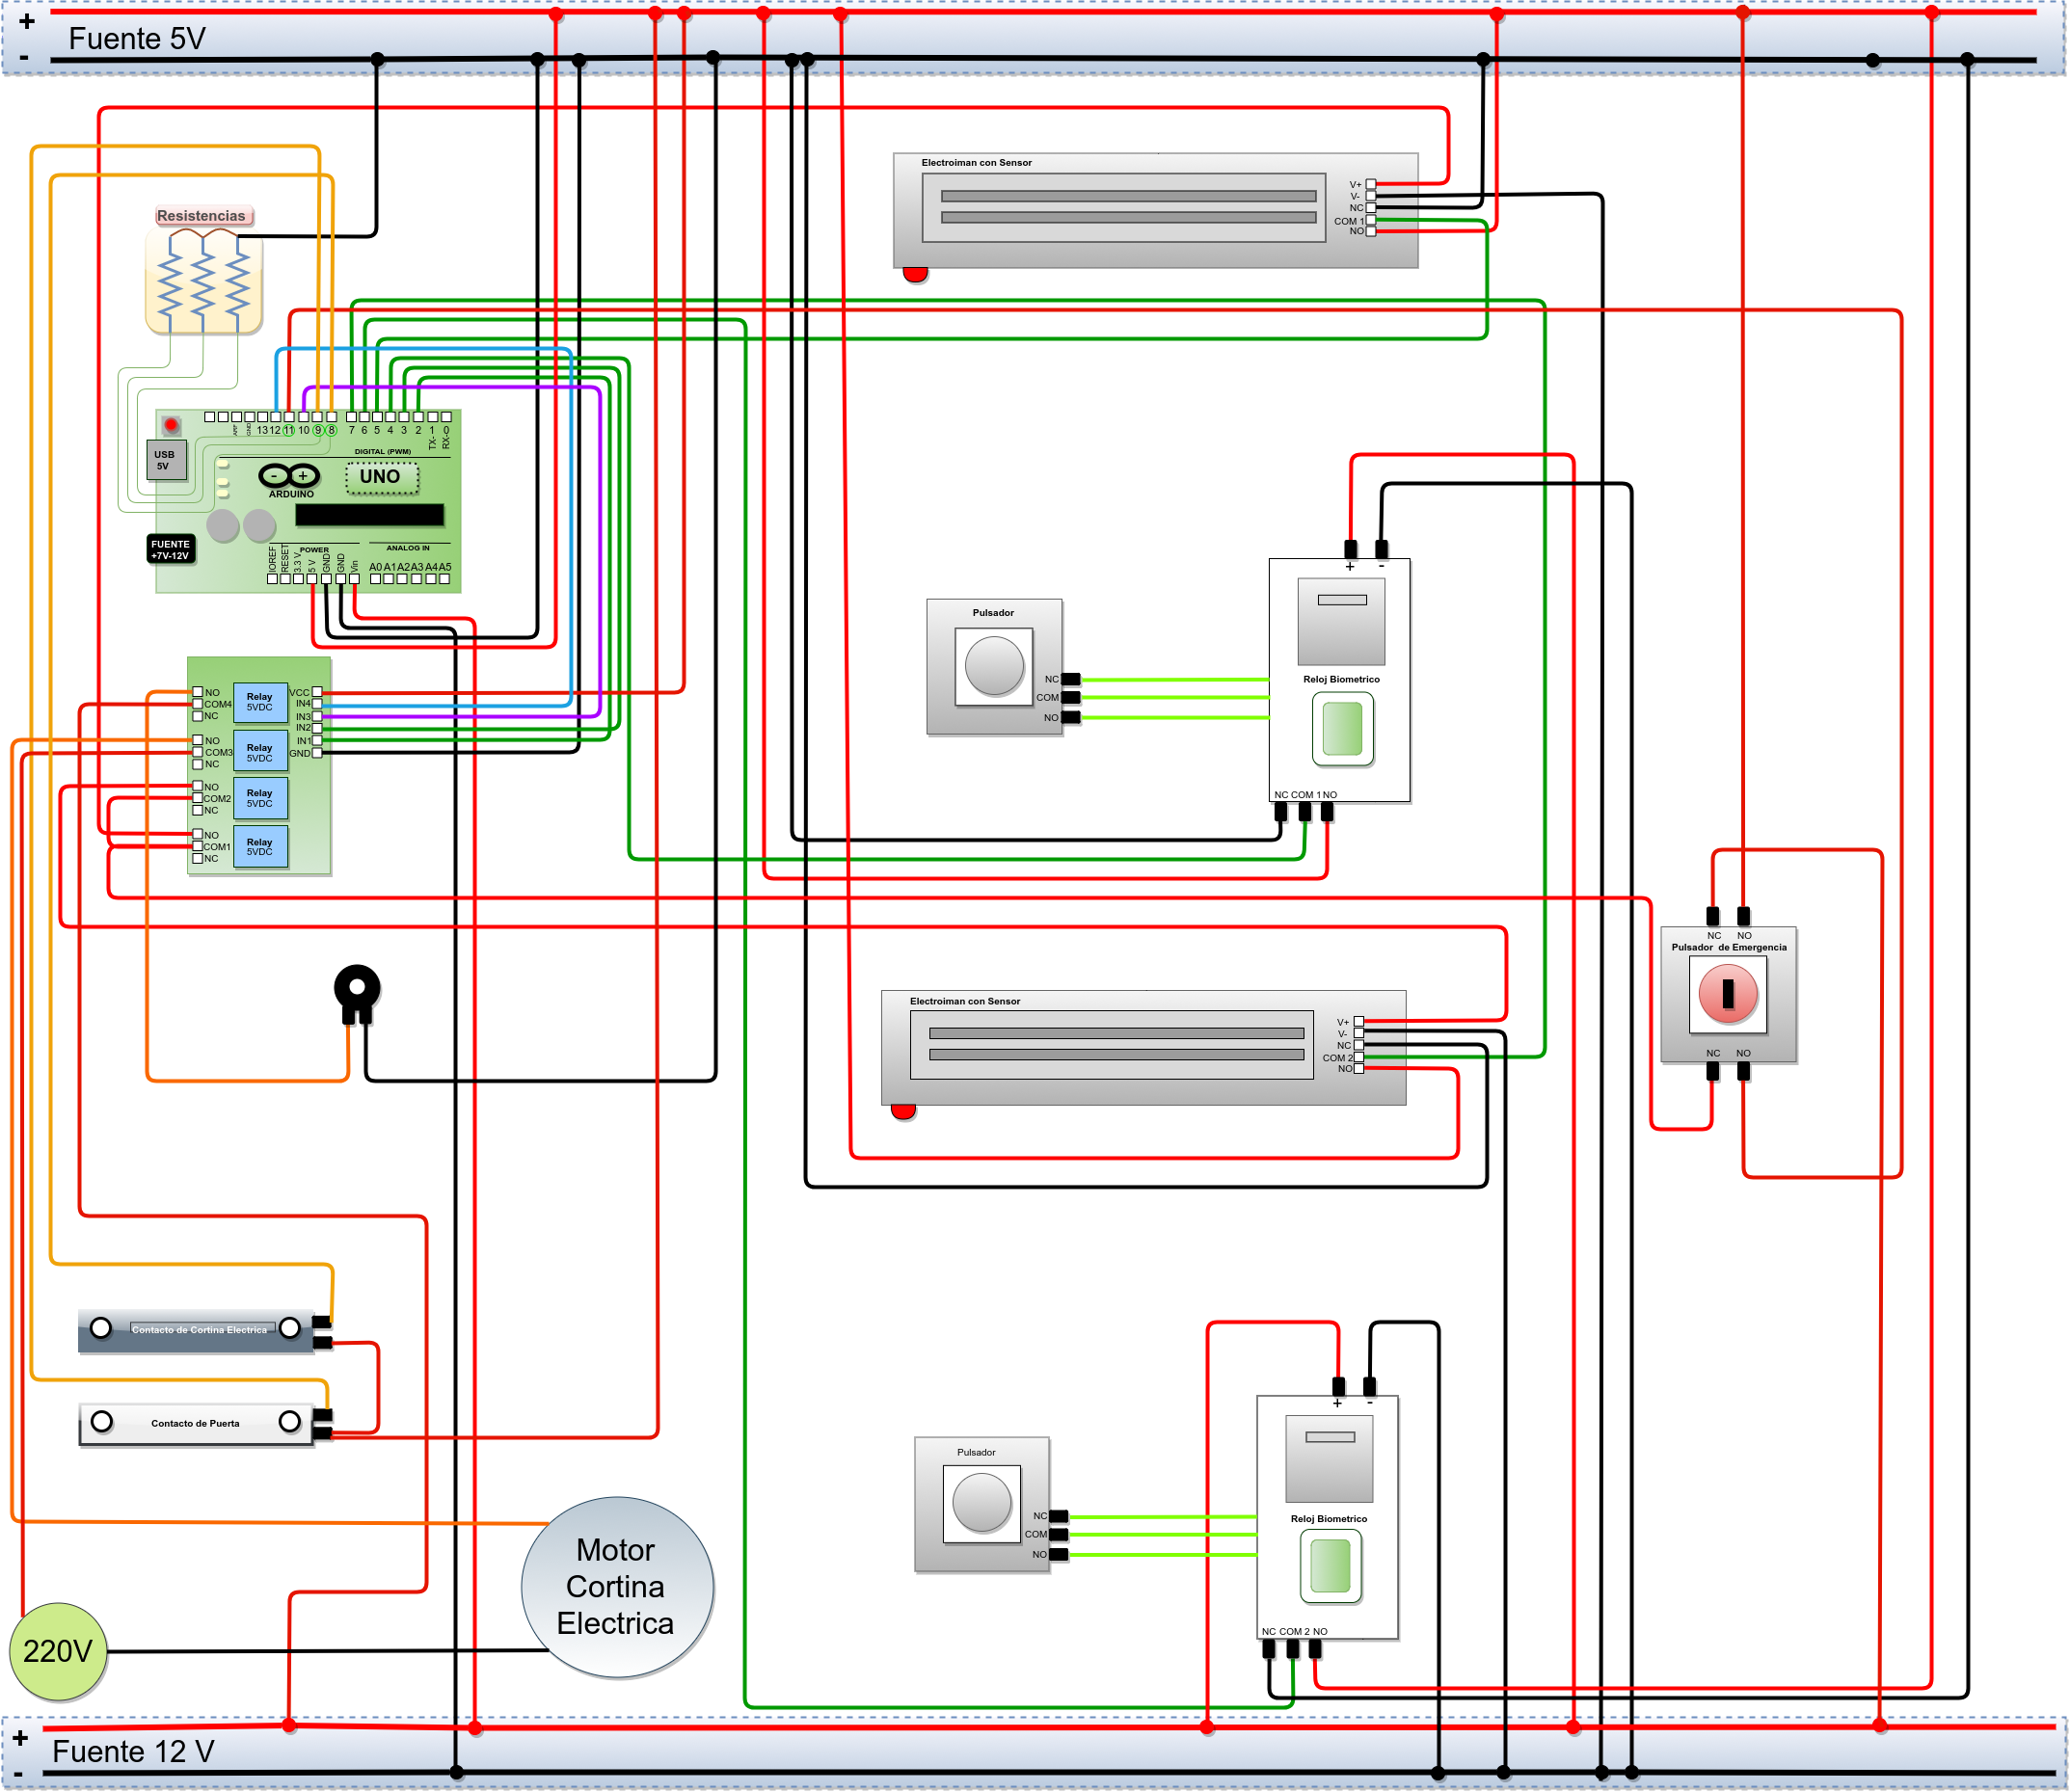 +
Fuente 5V
-
Electroiman con Sensor
V+
V-
NC
COM 1
NO
Resistencias
13 12 11 10 9 8 7 6 5 4 3 2 1 0
GND
TX-
RX-
DIGITAL (PWM)
USB
5V
- +
UNO
ARDUINO
FUENTE
+7V-12V
POWER
ANALOG IN
IOREF
RESET
3.3 V
5 V
GND
GND
Vin
A0 A1 A2 A3 A4 A5
+ -
Pulsador
NC
COM
NO
Reloj Biometrico
NC COM 1 NO
NO
COM4
NC
Relay
5VDC
VCC
IN4
IN3
IN2
IN1
GND
NO
COM3
NC
Relay
5VDC
NO
COM2
NC
Relay
5VDC
NO
COM1
NC
Relay
5VDC
NC NO
Pulsador de Emergencia
NC NO
Electroiman con Sensor
V+
V-
NC
COM 2
NO
Contacto de Cortina Electrica
Contacto de Puerta
+ -
Pulsador
NC
COM
NO
Reloj Biometrico
NC COM 2 NO
Motor
Cortina
Electrica
220V
+
Fuente 12 V
-